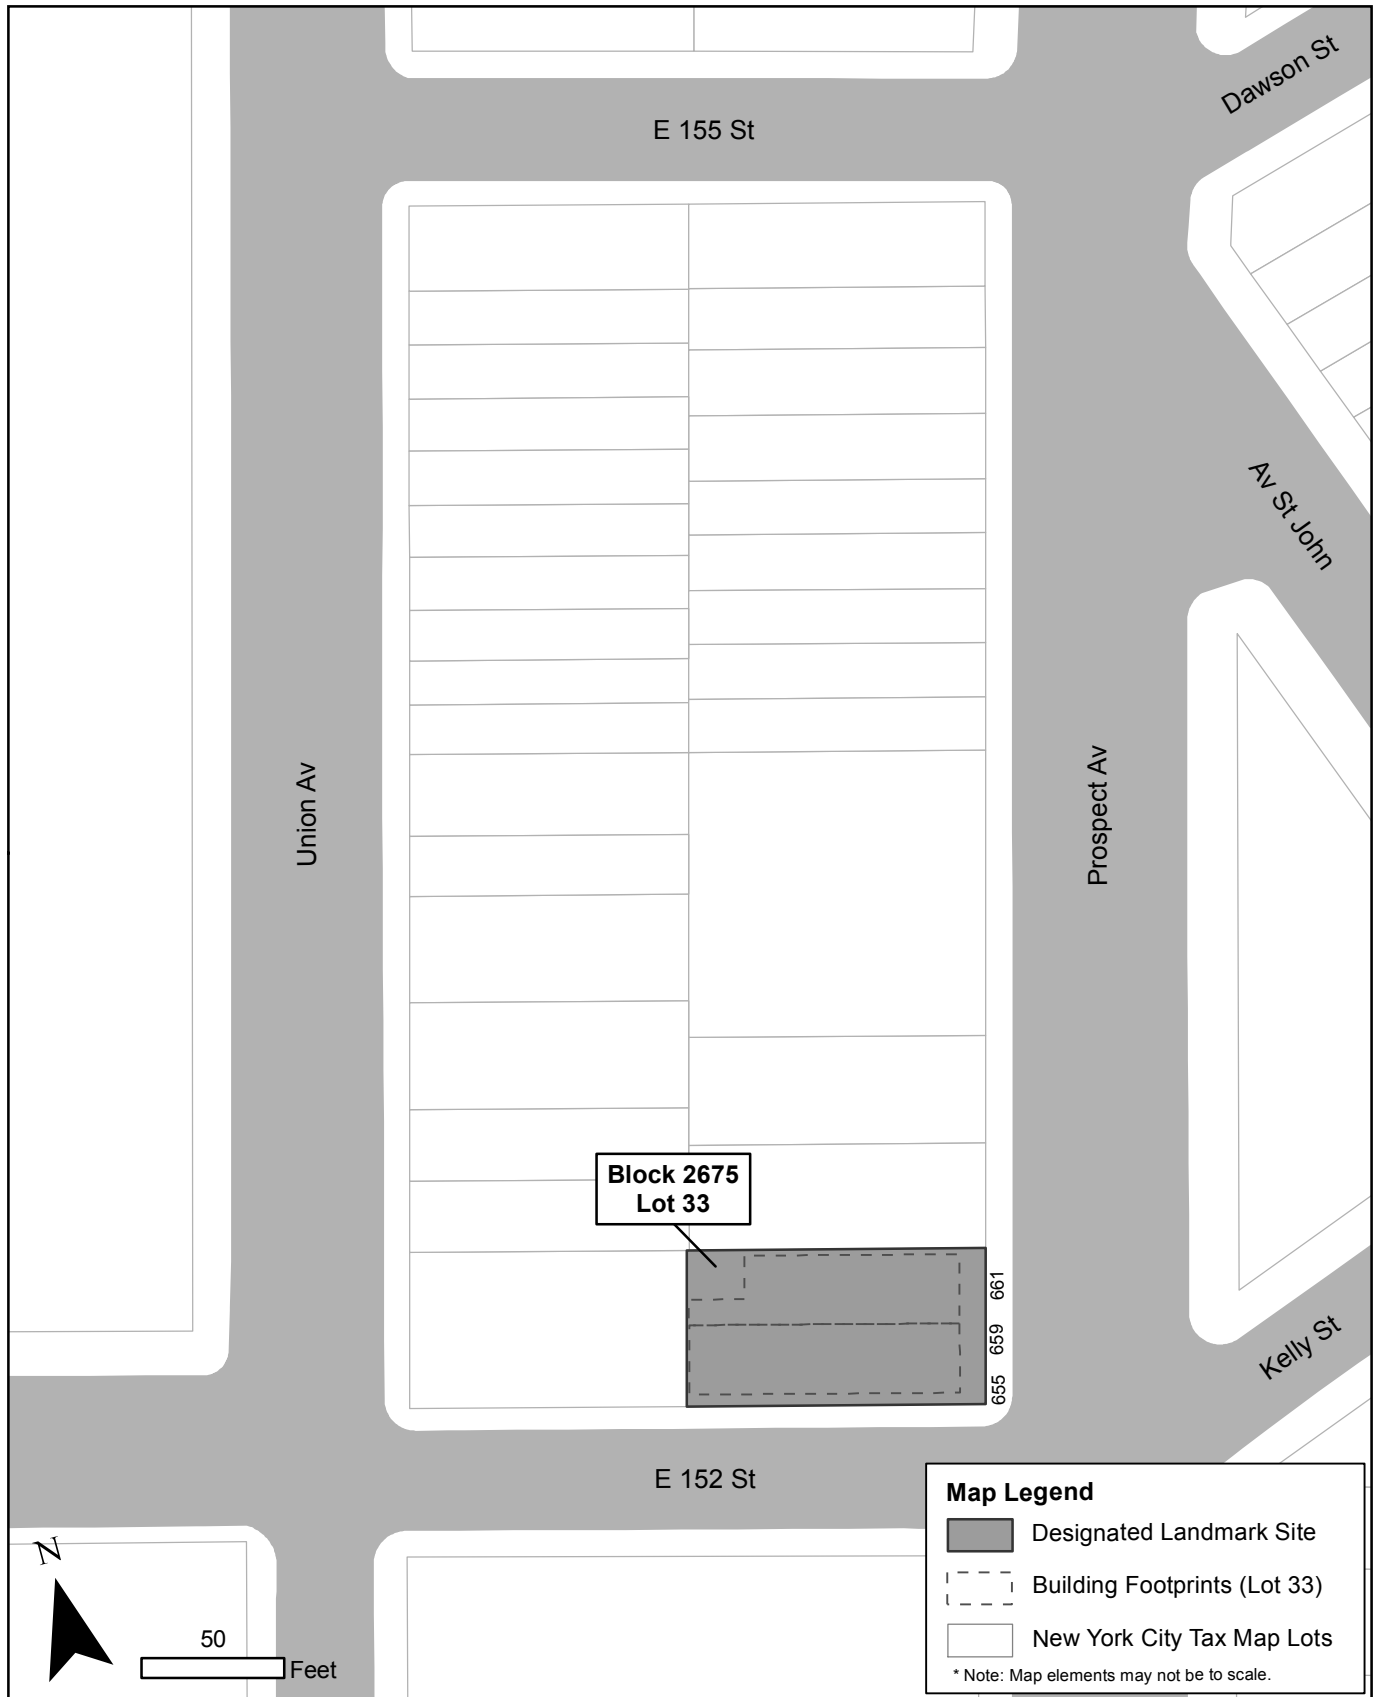 Dawson St
E 155 St
Av St John
Union Av
Prospect Av
Block 2675
Lot 33
661
659
655
Kelly St
E 152 St
N
50
Feet
Map Legend
Designated Landmark Site
Building Footprints (Lot 33)
New York City Tax Map Lots
* Note: Map elements may not be to scale.